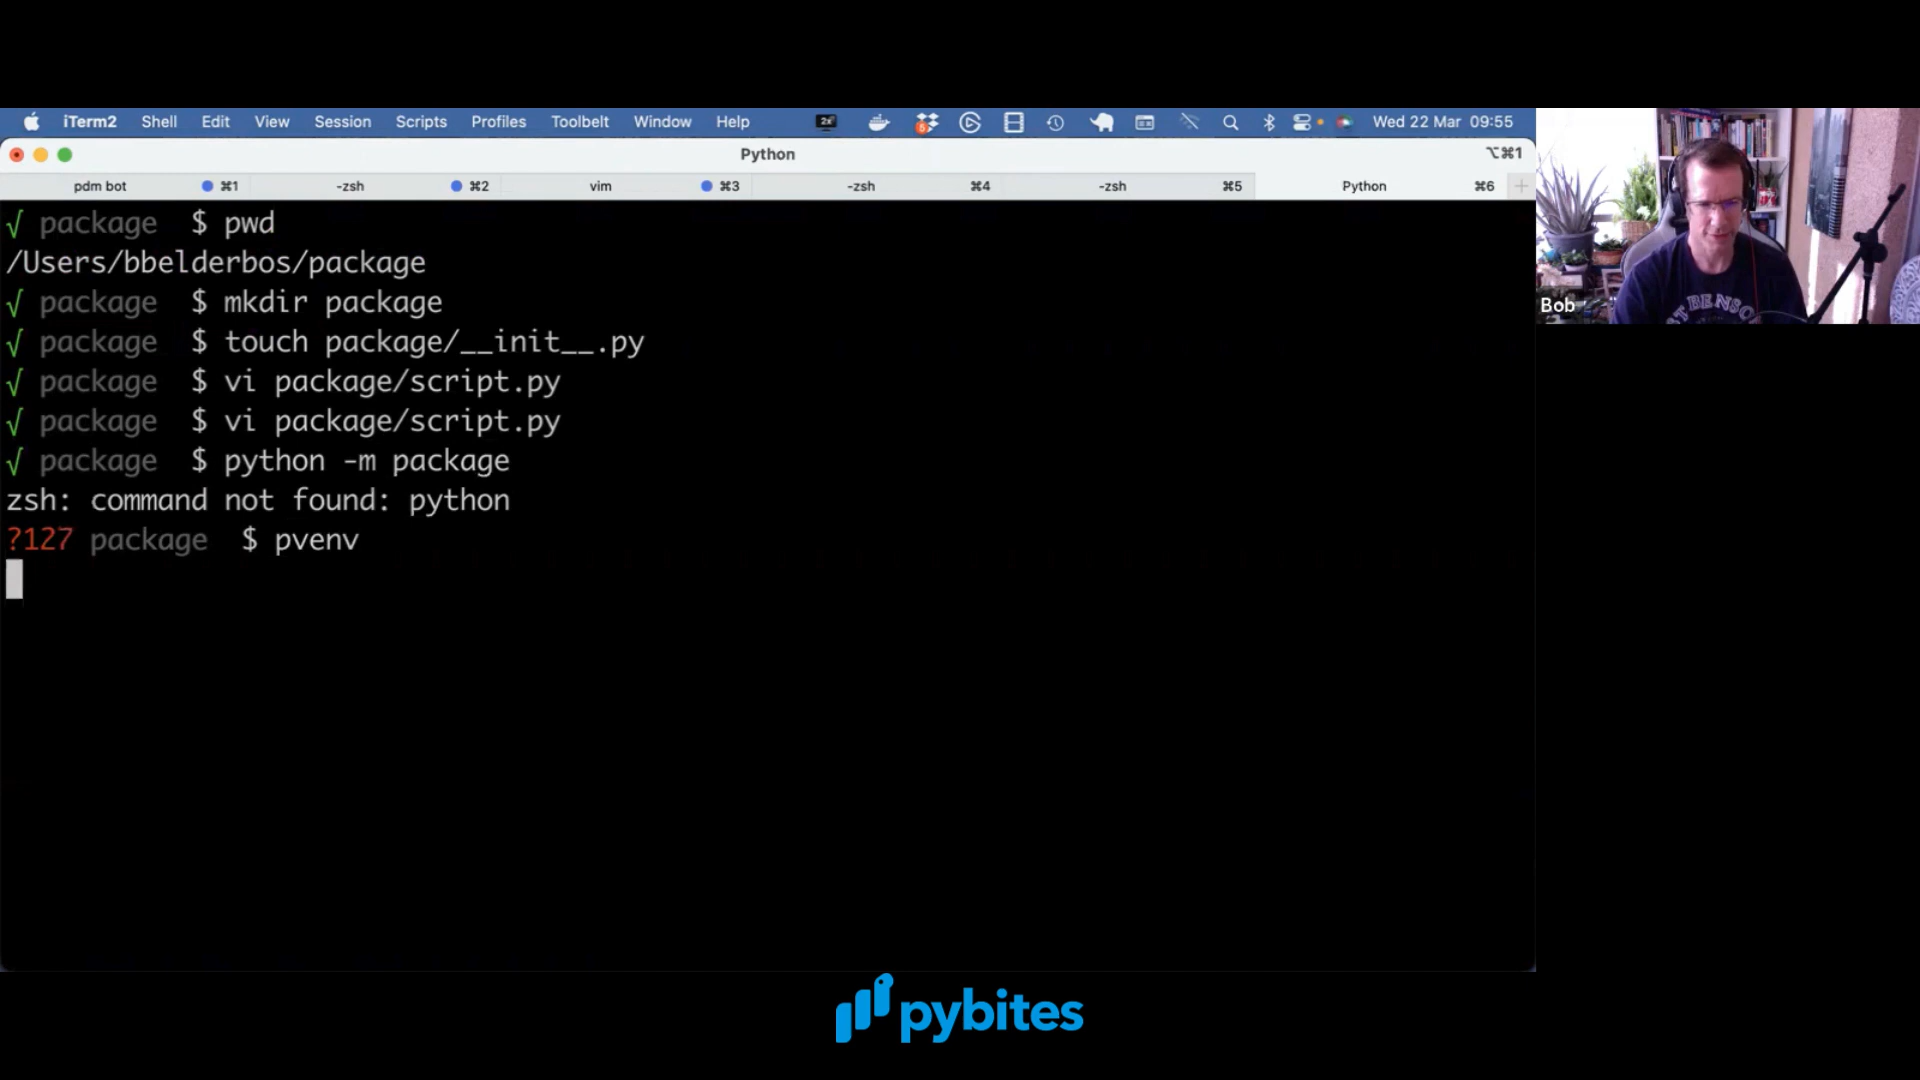 iTerm2 Shell Edit View Session Scripts Profiles Toolbelt Window Help 2x 5 Wed 22 Mar 09:55
Python ⌥⌘1
pdm bot ⌘1 -zsh ⌘2 vim ⌘3 -zsh ⌘4 -zsh ⌘5 Python ⌘6 +
√ package $ pwd
/Users/bbelderbos/package
√ package $ mkdir package
√ package $ touch package/__init__.py
√ package $ vi package/script.py
√ package $ vi package/script.py
√ package $ python -m package
zsh: command not found: python
?127 package $ pvenv
Bob
BENSO
pybites